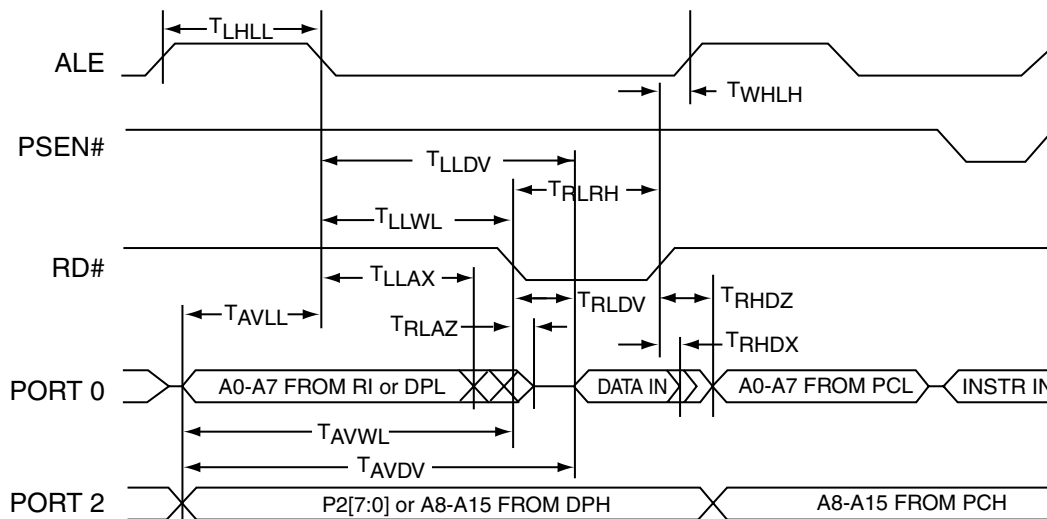 TLHLL
ALE
TWHLH
PSEN#
TLLDV
TRLRH
TLLWL
RD#
TLLAX
TAVLL
TRLAZ
TRLDV
TRHDZ
TRHDX
PORT 0
A0-A7 FROM RI or DPL
DATA IN
A0-A7 FROM PCL
INSTR IN
TAVWL
TAVDV
PORT 2
P2[7:0] or A8-A15 FROM DPH
A8-A15 FROM PCH